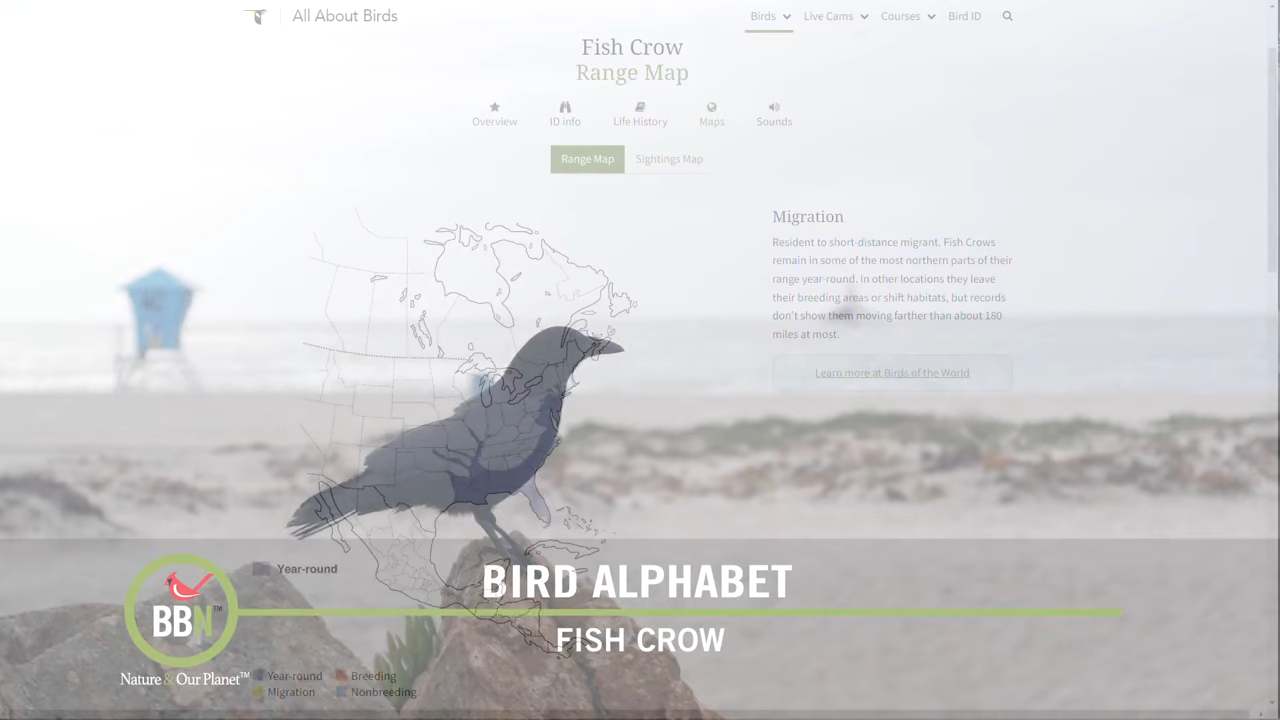 All About Birds
Birds
Live Cams
Courses
Bird ID
Fish Crow
Range Map
Overview
ID info
Life History
Maps
Sounds
Range Map
Sightings Map
Migration
Resident to short-distance migrant. Fish Crows
remain in some of the most northern parts of their
range year-round. In other locations they leave
their breeding areas or shift habitats, but records
don't show them moving farther than about 180
miles at most.
Learn more at Birds of the World
Year-round
BIRD ALPHABET
BBN™
FISH CROW
Nature & Our Planet™
Year-round
Breeding
Migration
Nonbreeding